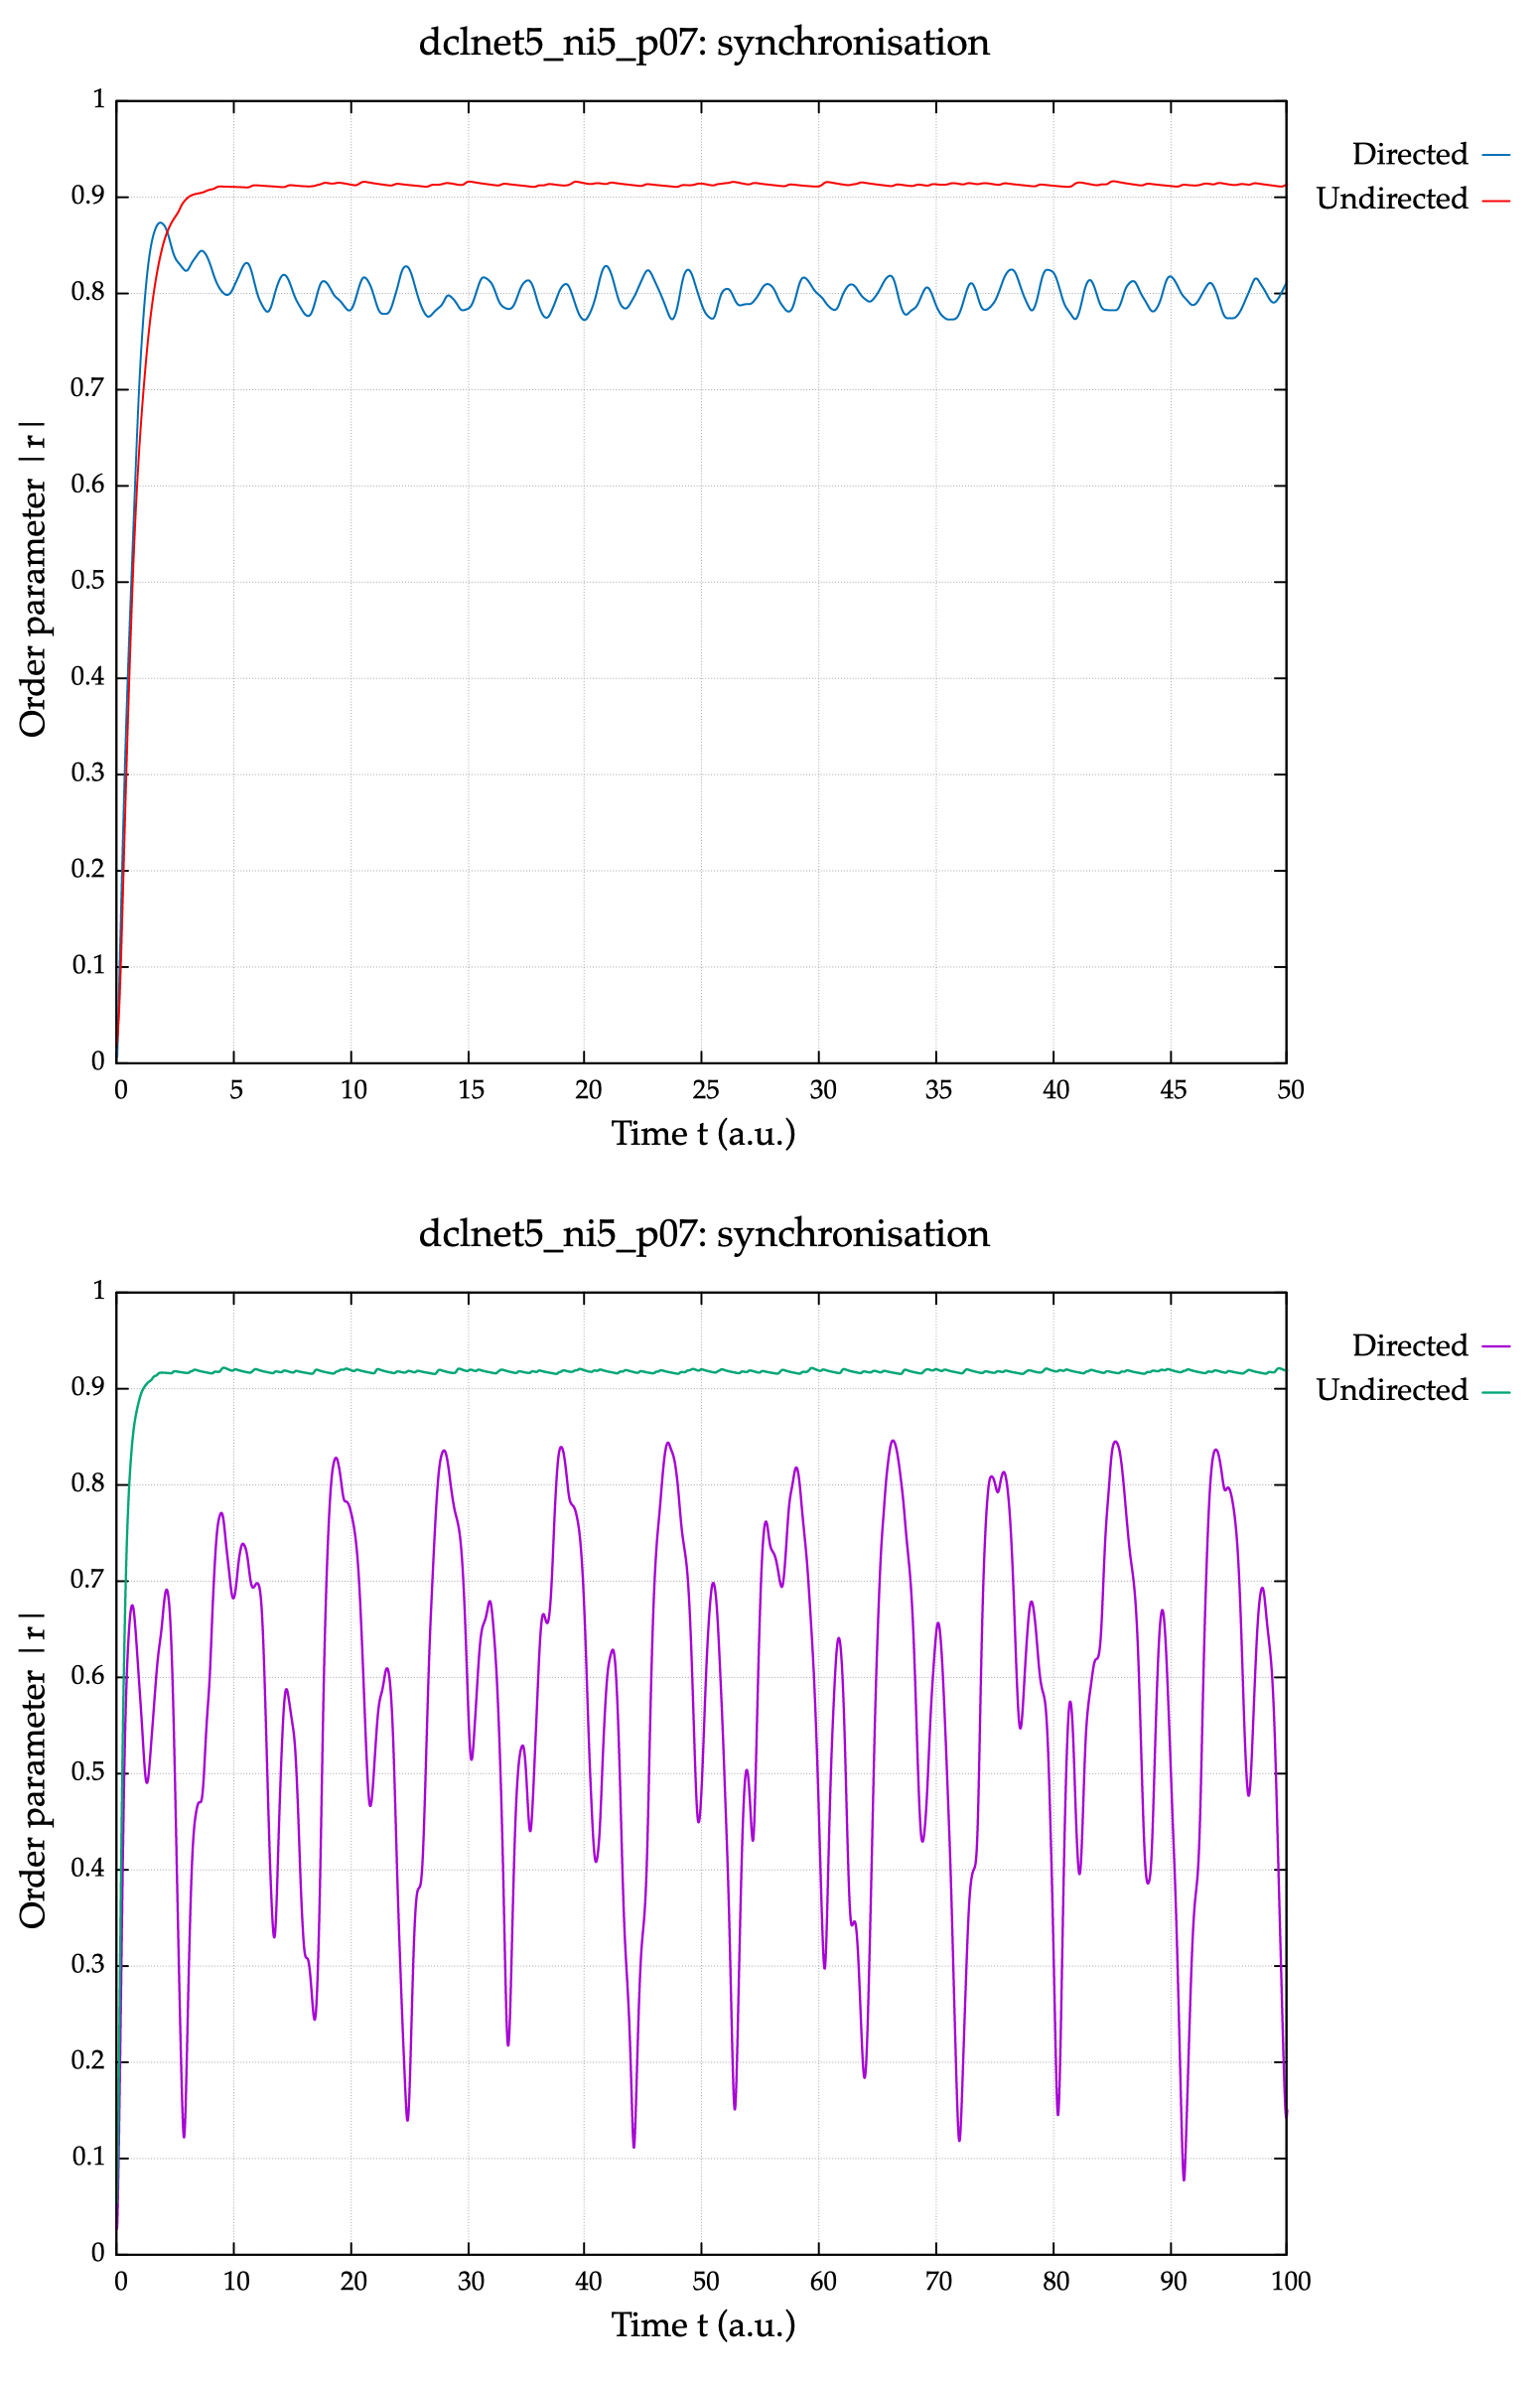 dclnet5_ni5_p07: synchronisation
1
0.9
0.8
0.7
0.6
0.5
0.4
0.3
0.2
0.1
0
Order parameter |r|
0 5 10 15 20 25 30 35 40 45 50
Time t (a.u.)
Directed
Undirected
dclnet5_ni5_p07: synchronisation
1
0.9
0.8
0.7
0.6
0.5
0.4
0.3
0.2
0.1
0
Order parameter |r|
0 10 20 30 40 50 60 70 80 90 100
Time t (a.u.)
Directed
Undirected